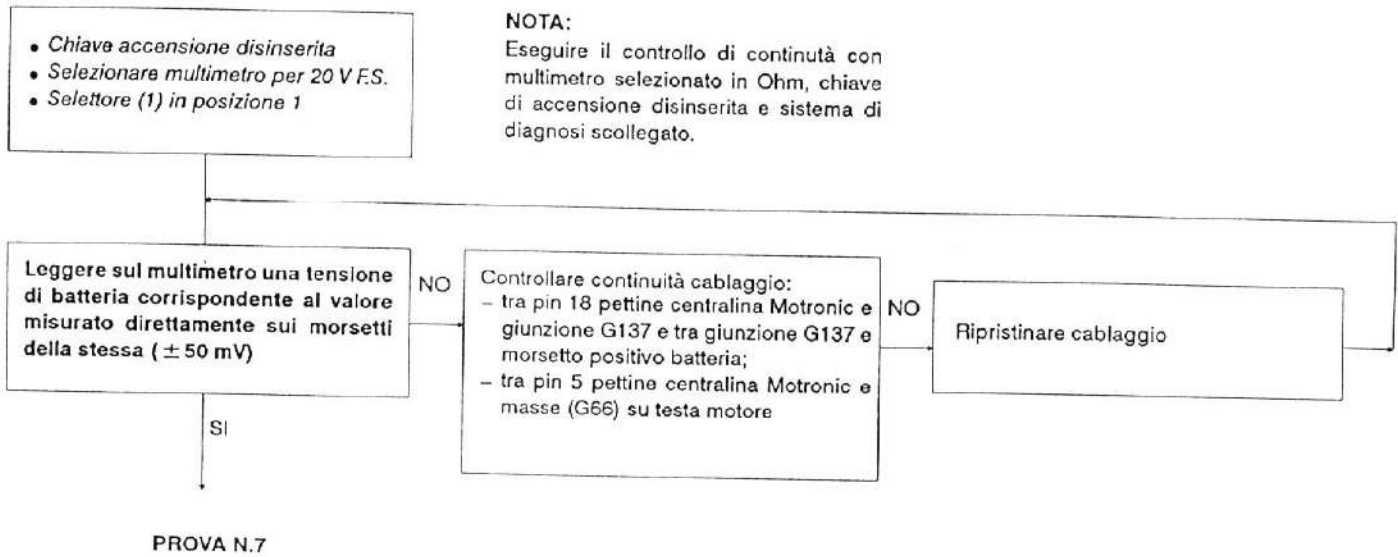 • Chiave accensione disinserita
• Selezionare multimetro per 20 V F.S.
• Selettore (1) in posizione 1
NOTA:
Eseguire il controllo di continutà con
multimetro selezionato in Ohm, chiave
di accensione disinserita e sistema di
diagnosi scollegato.
Leggere sul multimetro una tensione
di batteria corrispondente al valore
misurato direttamente sui morsetti
della stessa (±50 mV)
NO
Controllare continuità cablaggio:
– tra pin 18 pettine centralina Motronic e
giunzione G137 e tra giunzione G137 e
morsetto positivo batteria;
– tra pin 5 pettine centralina Motronic e
masse (G66) su testa motore
NO
Ripristinare cablaggio
SI
PROVA N.7